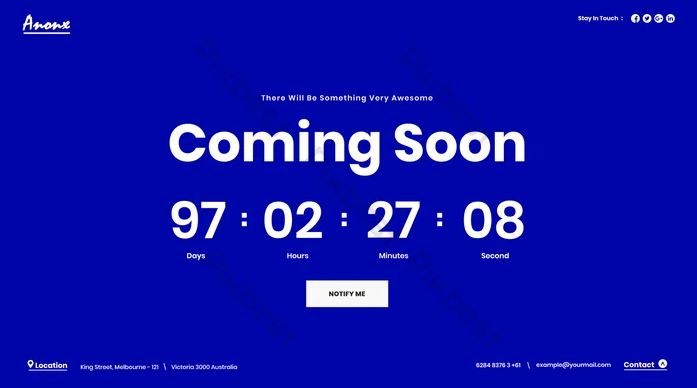 Anonx
Stay In Touch :
There Will Be Something Very Awesome
Coming Soon
97 : 02 : 27 : 08
Days Hours Minutes Second
NOTIFY ME
Location King Street, Melbourne - 121 \ Victoria 3000 Australia
6284 8376 3 +61 \ example@yourmail.com Contact